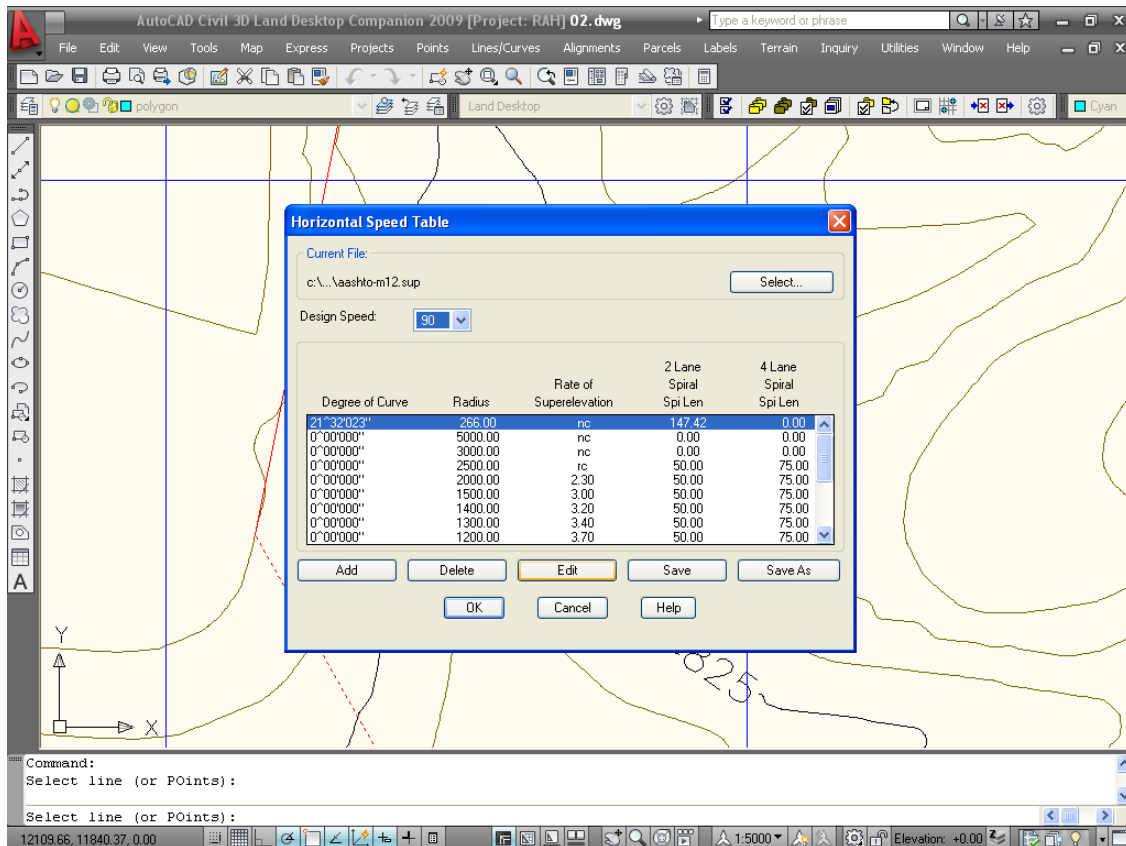 AutoCAD Civil 3D Land Desktop Companion 2009 [Project: RAH] 02.dwg
Type a keyword or phrase
File Edit View Tools Map Express Projects Points Lines/Curves Alignments Parcels Labels Terrain Inquiry Utilities Window Help
polygon
Land Desktop
Cyan
Horizontal Speed Table
Current File:
c:\...\aashto-m12.sup
Select...
Design Speed:
90
Degree of Curve Radius Rate of Superelevation 2 Lane Spiral Spi Len 4 Lane Spiral Spi Len
21^32'023" 266.00 nc 147.42 0.00
0^00'000" 5000.00 nc 0.00 0.00
0^00'000" 3000.00 nc 0.00 0.00
0^00'000" 2500.00 rc 50.00 75.00
0^00'000" 2000.00 2.30 50.00 75.00
0^00'000" 1500.00 3.00 50.00 75.00
0^00'000" 1400.00 3.20 50.00 75.00
0^00'000" 1300.00 3.40 50.00 75.00
0^00'000" 1200.00 3.70 50.00 75.00
Add Delete Edit Save Save As
OK Cancel Help
825
Y
X
Command:
Select line (or POints):
Select line (or POints):
12109.66, 11840.37, 0.00
1:5000
Elevation: +0.00